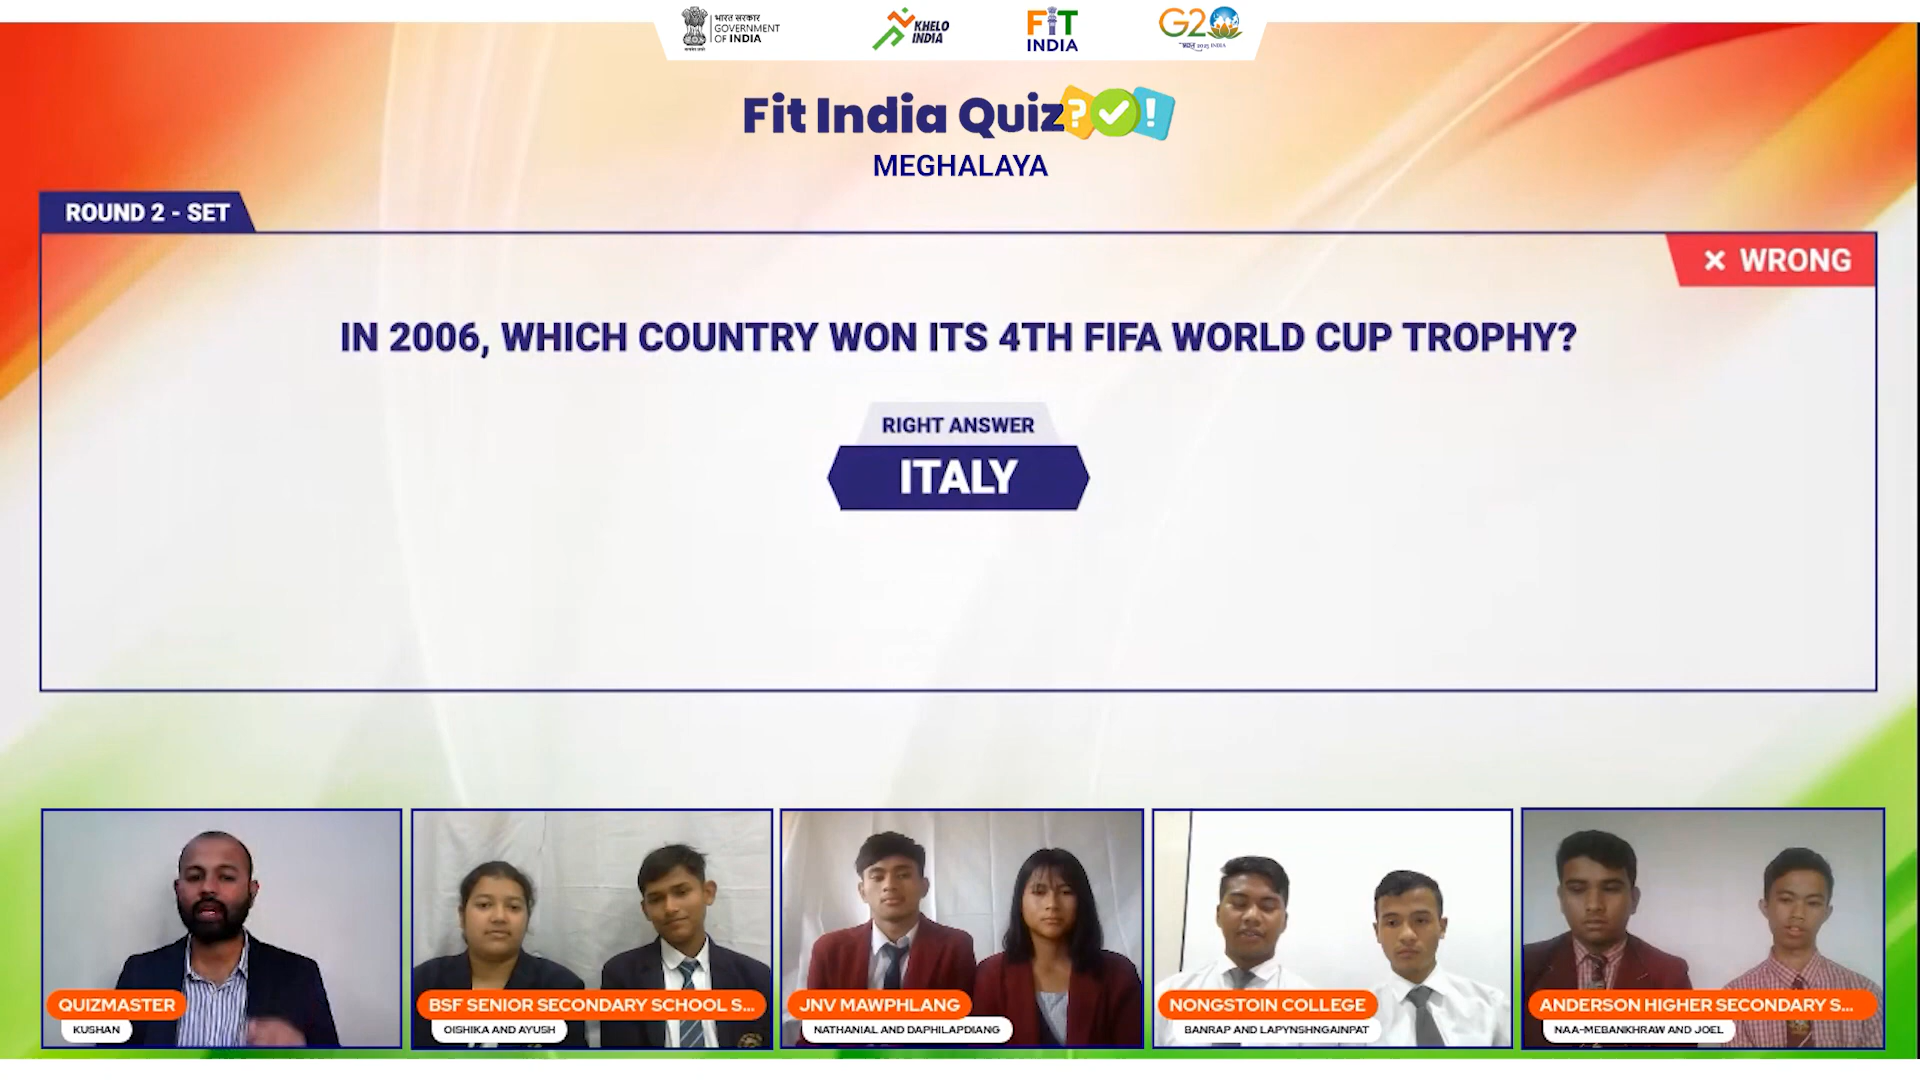 भारत सरकार
GOVERNMENT
OF INDIA
KHELO
INDIA
FIT
INDIA
G20
भारत 2023 INDIA
Fit India Quiz?!
MEGHALAYA
ROUND 2 - SET
× WRONG
IN 2006, WHICH COUNTRY WON ITS 4TH FIFA WORLD CUP TROPHY?
RIGHT ANSWER
ITALY
QUIZMASTER
KUSHAN
BSF SENIOR SECONDARY SCHOOL S...
OISHIKA AND AYUSH
JNV MAWPHLANG
NATHANIAL AND DAPHILAPDIANG
NONGSTOIN COLLEGE
BANRAP AND LAPYNSHNGAINPAT
ANDERSON HIGHER SECONDARY S...
NAA-MEBANKHRAW AND JOEL